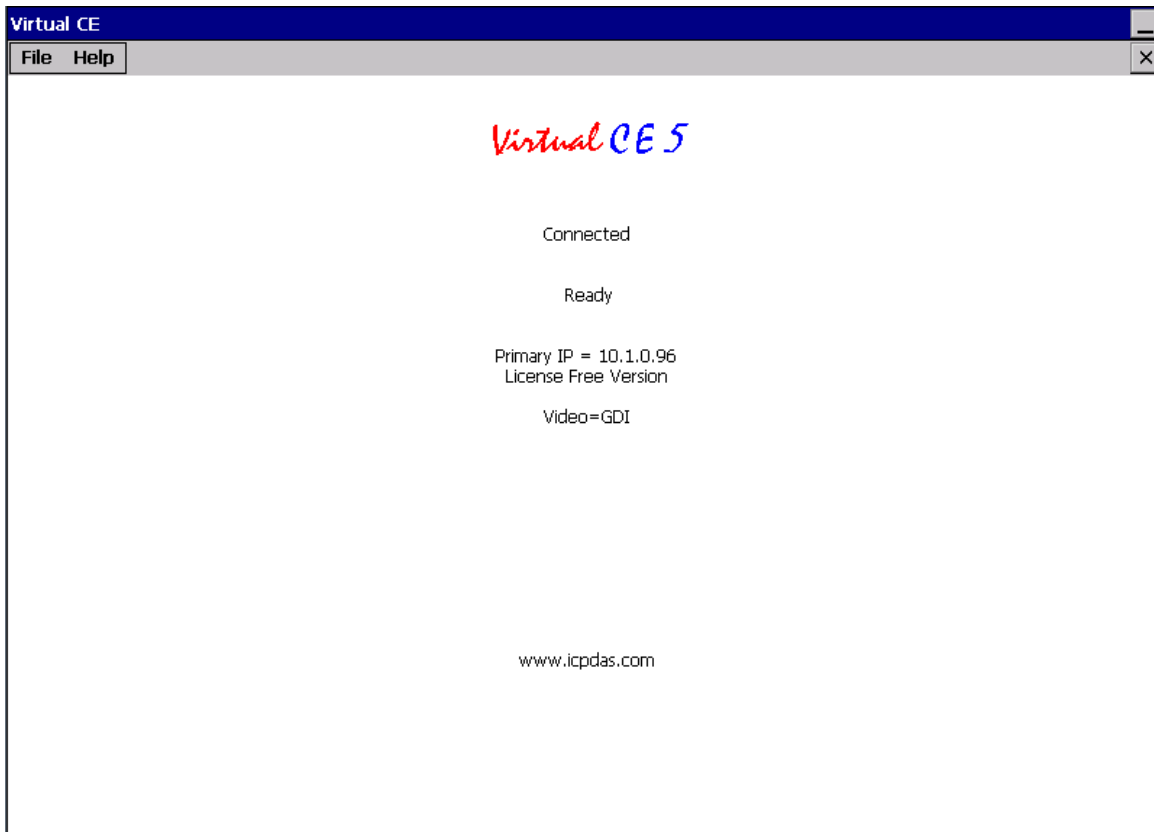 Virtual CE
File Help
Virtual CE 5
Connected
Ready
Primary IP = 10.1.0.96
License Free Version
Video=GDI
www.icpdas.com